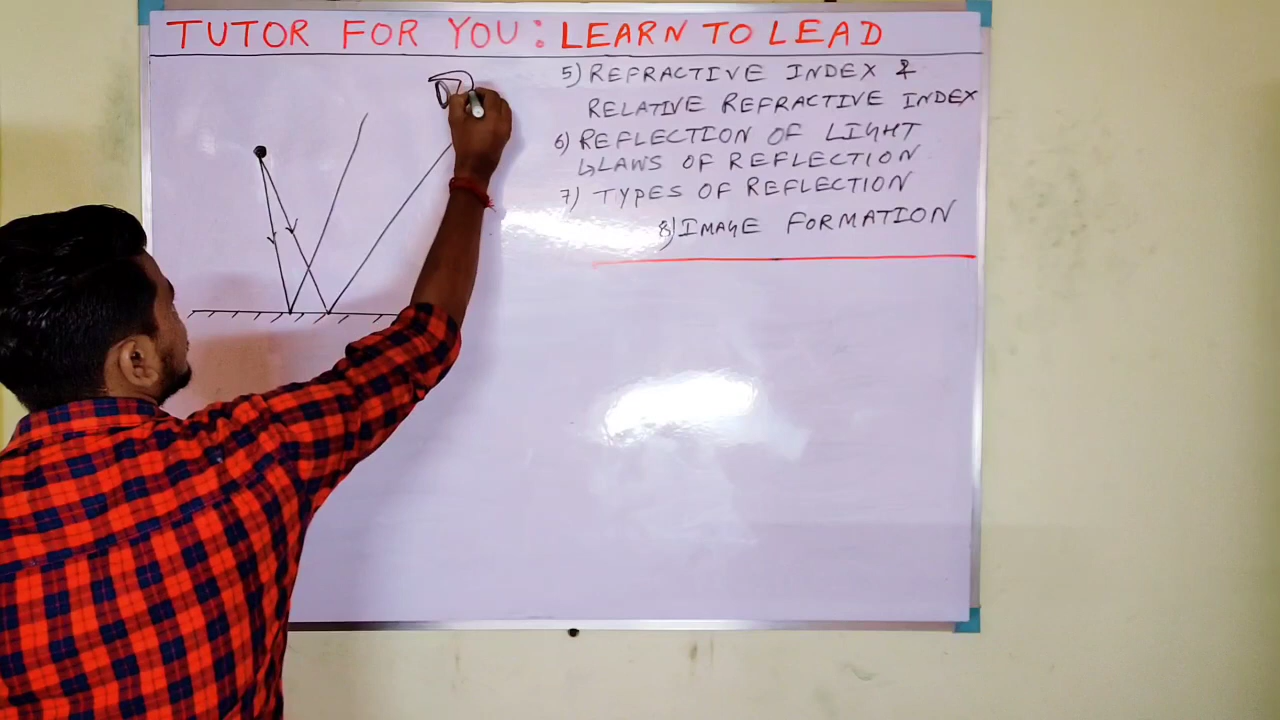 TUTOR FOR YOU: LEARN TO LEAD
5) REFRACTIVE INDEX &
RELATIVE REFRACTIVE INDEX
6) REFLECTION OF LIGHT
↳LAWS OF REFLECTION
7) TYPES OF REFLECTION
8) IMAGE FORMATION